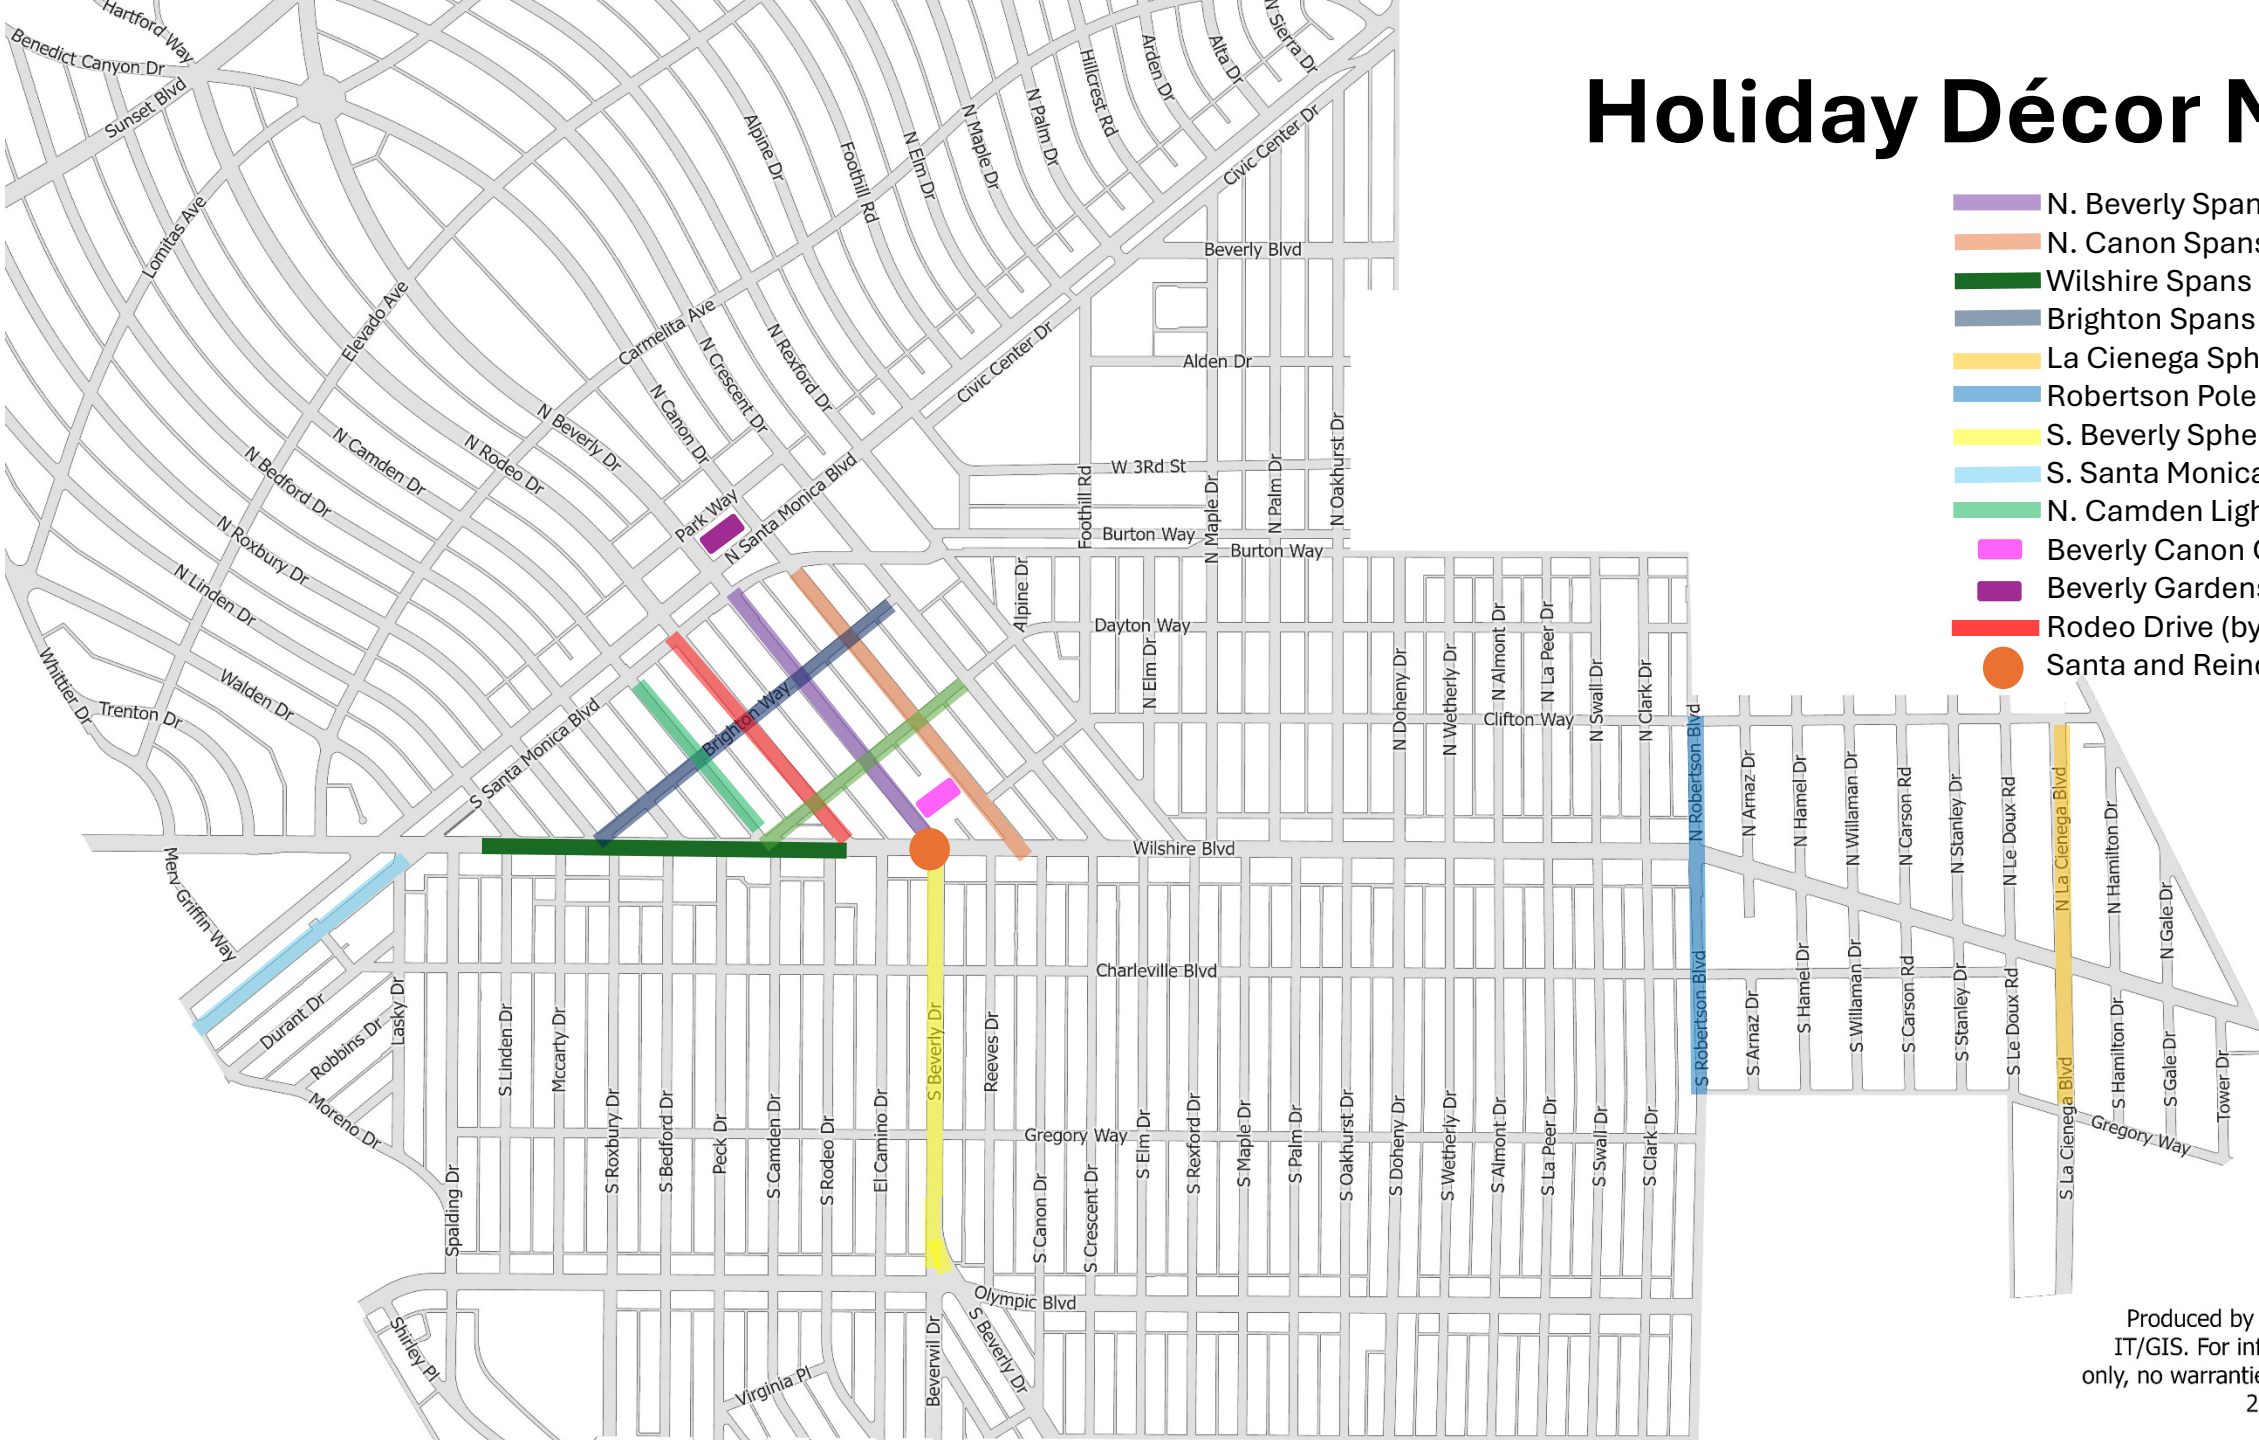 Holiday Décor
N. Beverly Span
N. Canon Spans
Wilshire Spans
Brighton Spans
La Cienega Sph
Robertson Pole
S. Beverly Sphe
S. Santa Monica
N. Camden Ligh
Beverly Canon
Beverly Gardens
Rodeo Drive (by
Santa and Rein
Hartford Way
Benedict Canyon Dr
Sunset Blvd
Lomitas Ave
Elevado Ave
Carmelita Ave
Alpine Dr
Foothill Rd
N Elm Dr
N Maple Dr
N Palm Dr
Hillcrest Rd
Arden Dr
Alta Dr
N Sierra Dr
Civic Center Dr
Civic Center Dr
Beverly Blvd
Alden Dr
N Rexford Dr
N Crescent Dr
N Canon Dr
N Beverly Dr
N Rodeo Dr
N Camden Dr
N Bedford Dr
N Roxbury Dr
N Linden Dr
Walden Dr
Trenton Dr
Whittier Dr
Park Way
N Santa Monica Blvd
S Santa Monica Blvd
Brighton Way
W 3Rd St
Foothill Rd
N Maple Dr
N Palm Dr
N Oakhurst Dr
Burton Way
Burton Way
Alpine Dr
Dayton Way
N Elm Dr
N Doheny Dr
N Wetherly Dr
N Almont Dr
N La Peer Dr
N Swall Dr
N Clark Dr
Clifton Way
N Robertson Blvd
N Arnaz Dr
N Hamel Dr
N Willaman Dr
N Carson Rd
N Stanley Dr
N Le Doux Rd
N La Cienega Blvd
N Hamilton Dr
N Gale Dr
Wilshire Blvd
Merv Griffin Way
Charleville Blvd
Durant Dr
Robbins Dr
Lasky Dr
Moreno Dr
Spalding Dr
S Linden Dr
Mccarty Dr
S Roxbury Dr
S Bedford Dr
Peck Dr
S Camden Dr
S Rodeo Dr
El Camino Dr
S Beverly Dr
Reeves Dr
S Canon Dr
S Crescent Dr
Gregory Way
S Elm Dr
S Rexford Dr
S Maple Dr
S Palm Dr
S Oakhurst Dr
S Doheny Dr
S Wetherly Dr
S Almont Dr
S La Peer Dr
S Swall Dr
S Clark Dr
S Robertson Blvd
S Arnaz Dr
S Hamel Dr
S Willaman Dr
S Carson Rd
S Stanley Dr
S Le Doux Rd
S La Cienega Blvd
S Hamilton Dr
S Gale Dr
Tower Dr
Gregory Way
Olympic Blvd
S Beverly Dr
Beverwil Dr
Virginia Pl
Shirley Pl
Produced by
IT/GIS. For inf
only, no warrantie
2